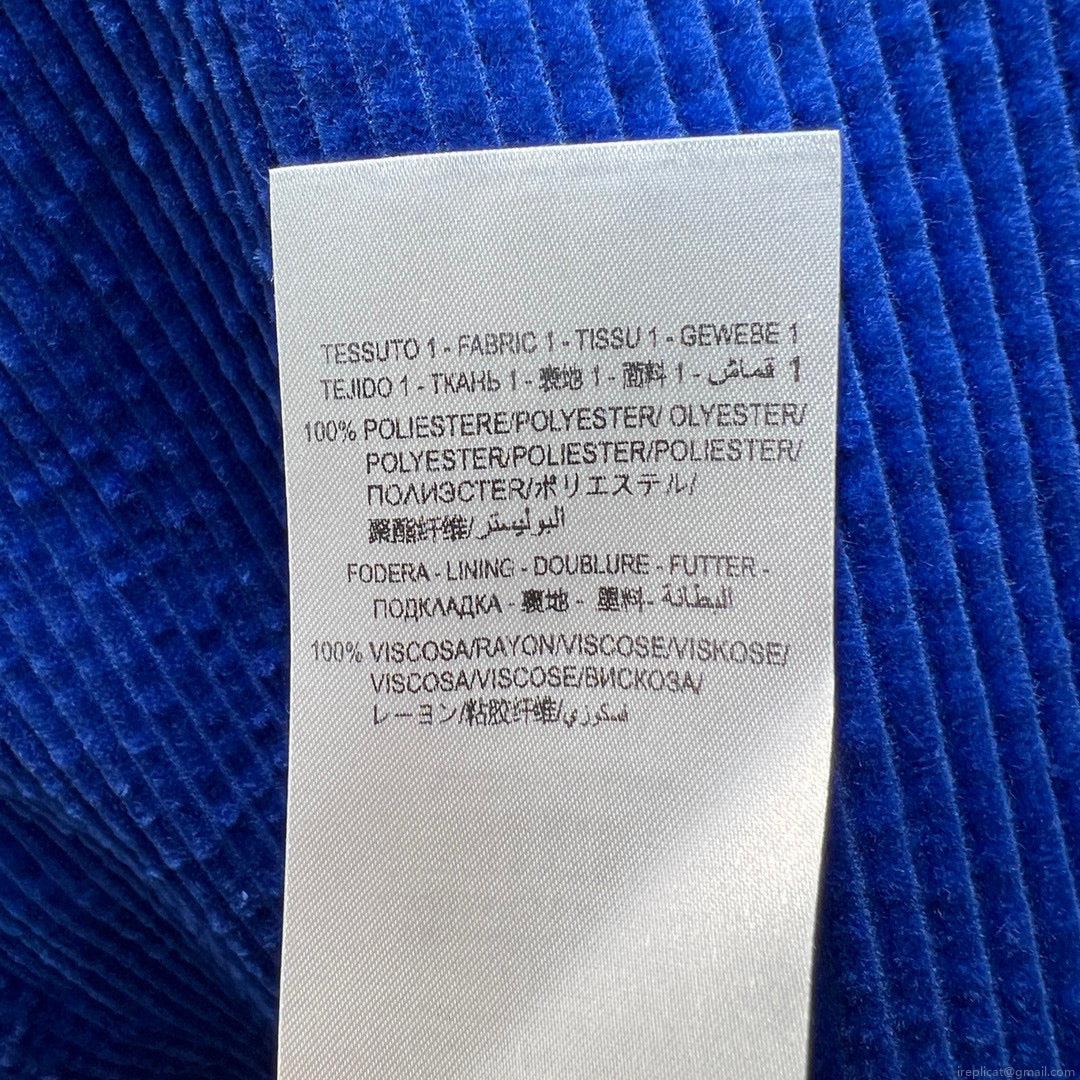 TESSUTO 1 - FABRIC 1 - TISSU 1 - GEWEBE 1
TEJIDO 1 - ТКАНЬ 1 - 表地 1 - 面料 1 - قماش 1
100% POLIESTERE/POLYESTER/ OLYESTER/
POLYESTER/POLIESTER/POLIESTER/
ПОЛИЭСТЕR/ポリエステル/
聚酯纤维/البوليستر
FODERA - LINING - DOUBLURE - FUTTER -
ПОДКЛАДКА - 裏地 - 里料- البطانة
100% VISCOSA/RAYON/VISCOSE/VISKOSE/
VISCOSA/VISCOSE/ВИСКОЗА/
レーヨン/粘胶纤维/
ireplicat@gmail.com